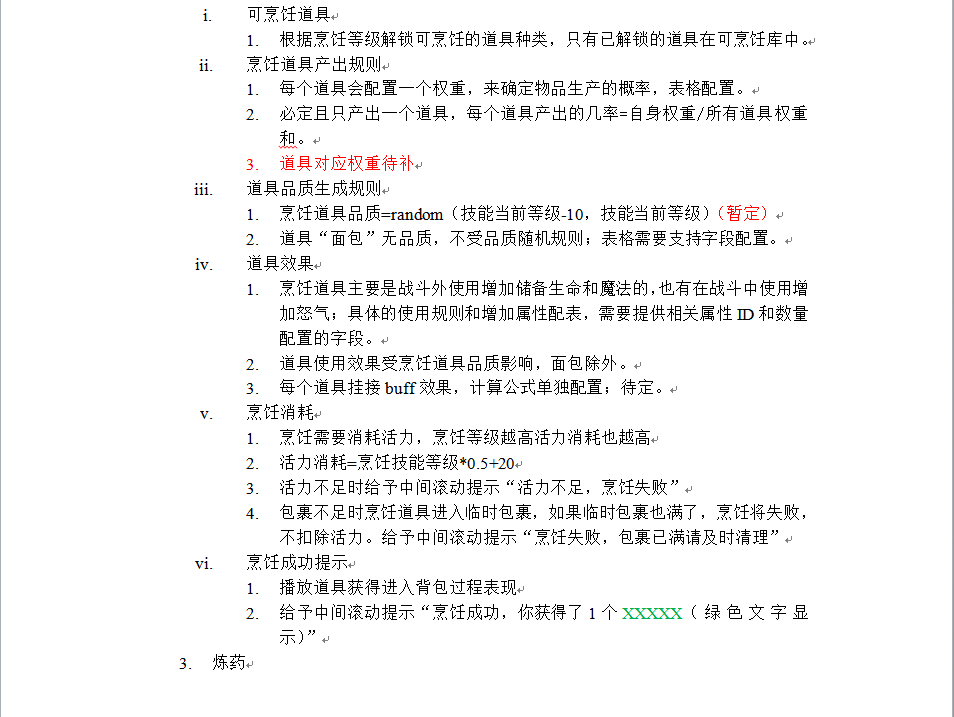 i. 可烹饪道具
1. 根据烹饪等级解锁可烹饪的道具种类，只有已解锁的道具在可烹饪库中。
ii. 烹饪道具产出规则
1. 每个道具会配置一个权重，来确定物品生产的概率，表格配置。
2. 必定且只产出一个道具，每个道具产出的几率=自身权重/所有道具权重
和。
3. 道具对应权重待补
iii. 道具品质生成规则
1. 烹饪道具品质=random（技能当前等级-10，技能当前等级）（暂定）
2. 道具“面包”无品质，不受品质随机规则；表格需要支持字段配置。
iv. 道具效果
1. 烹饪道具主要是战斗外使用增加储备生命和魔法的，也有在战斗中使用增
加怒气；具体的使用规则和增加属性配表，需要提供相关属性 ID 和数量
配置的字段。
2. 道具使用效果受烹饪道具品质影响，面包除外。
3. 每个道具挂接 buff 效果，计算公式单独配置；待定。
v. 烹饪消耗
1. 烹饪需要消耗活力，烹饪等级越高活力消耗也越高
2. 活力消耗=烹饪技能等级*0.5+20
3. 活力不足时给予中间滚动提示“活力不足，烹饪失败”
4. 包裹不足时烹饪道具进入临时包裹，如果临时包裹也满了，烹饪将失败，
不扣除活力。给予中间滚动提示“烹饪失败，包裹已满请及时清理”
vi. 烹饪成功提示
1. 播放道具获得进入背包过程表现
2. 给予中间滚动提示“烹饪成功，你获得了 1 个 XXXXX（绿色文字显
示）”
3. 炼药